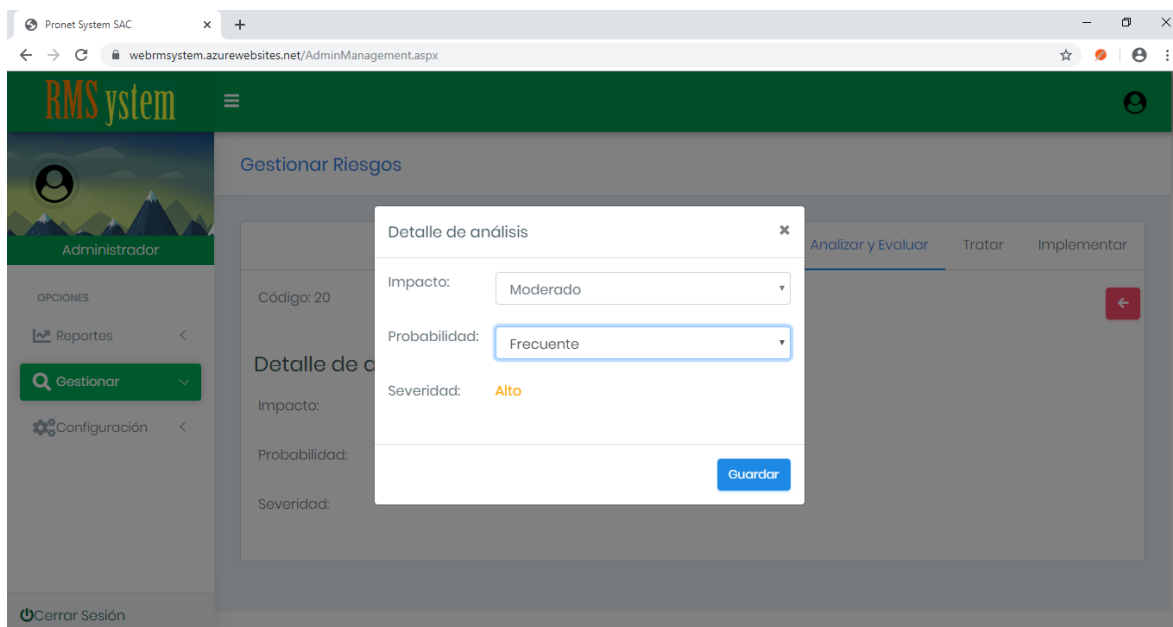 Pronet System SAC
webrmsystem.azurewebsites.net/AdminManagement.aspx
RMSystem
Gestionar Riesgos
Administrador
OPCIONES
Reportes
Gestionar
Configuración
Cerrar Sesión
Analizar y Evaluar Tratar Implementar
Código: 20
Detalle de a
Impacto:
Probabilidad:
Severidad:
Detalle de análisis
Impacto: Moderado
Probabilidad: Frecuente
Severidad: Alto
Guardar